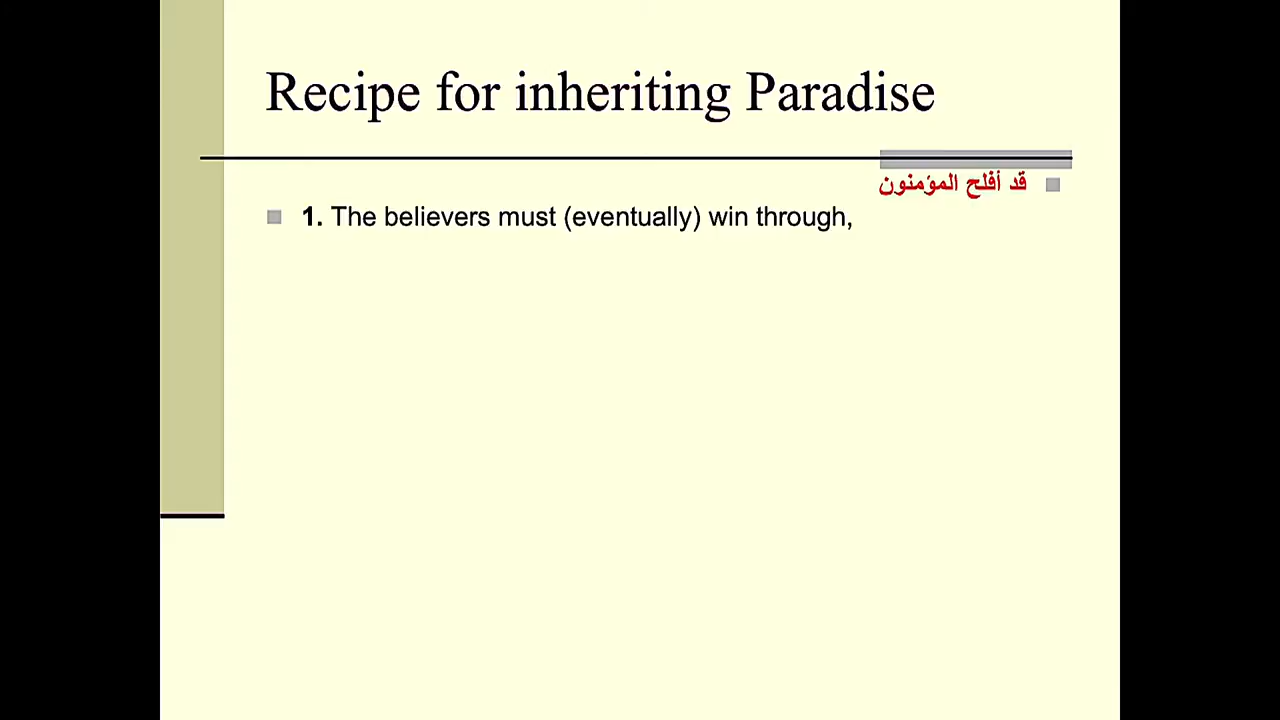 Recipe for inheriting Paradise
قد أفلح المؤمنون
1. The believers must (eventually) win through,